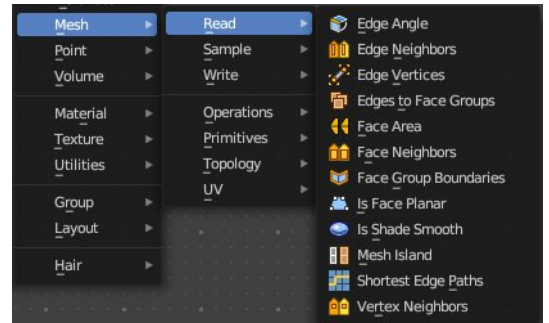 Mesh
Point
Volume
Material
Texture
Utilities
Group
Layout
Hair
Read
Sample
Write
Operations
Primitives
Topology
UV
Edge Angle
Edge Neighbors
Edge Vertices
Edges to Face Groups
Face Area
Face Neighbors
Face Group Boundaries
Is Face Planar
Is Shade Smooth
Mesh Island
Shortest Edge Paths
Vertex Neighbors